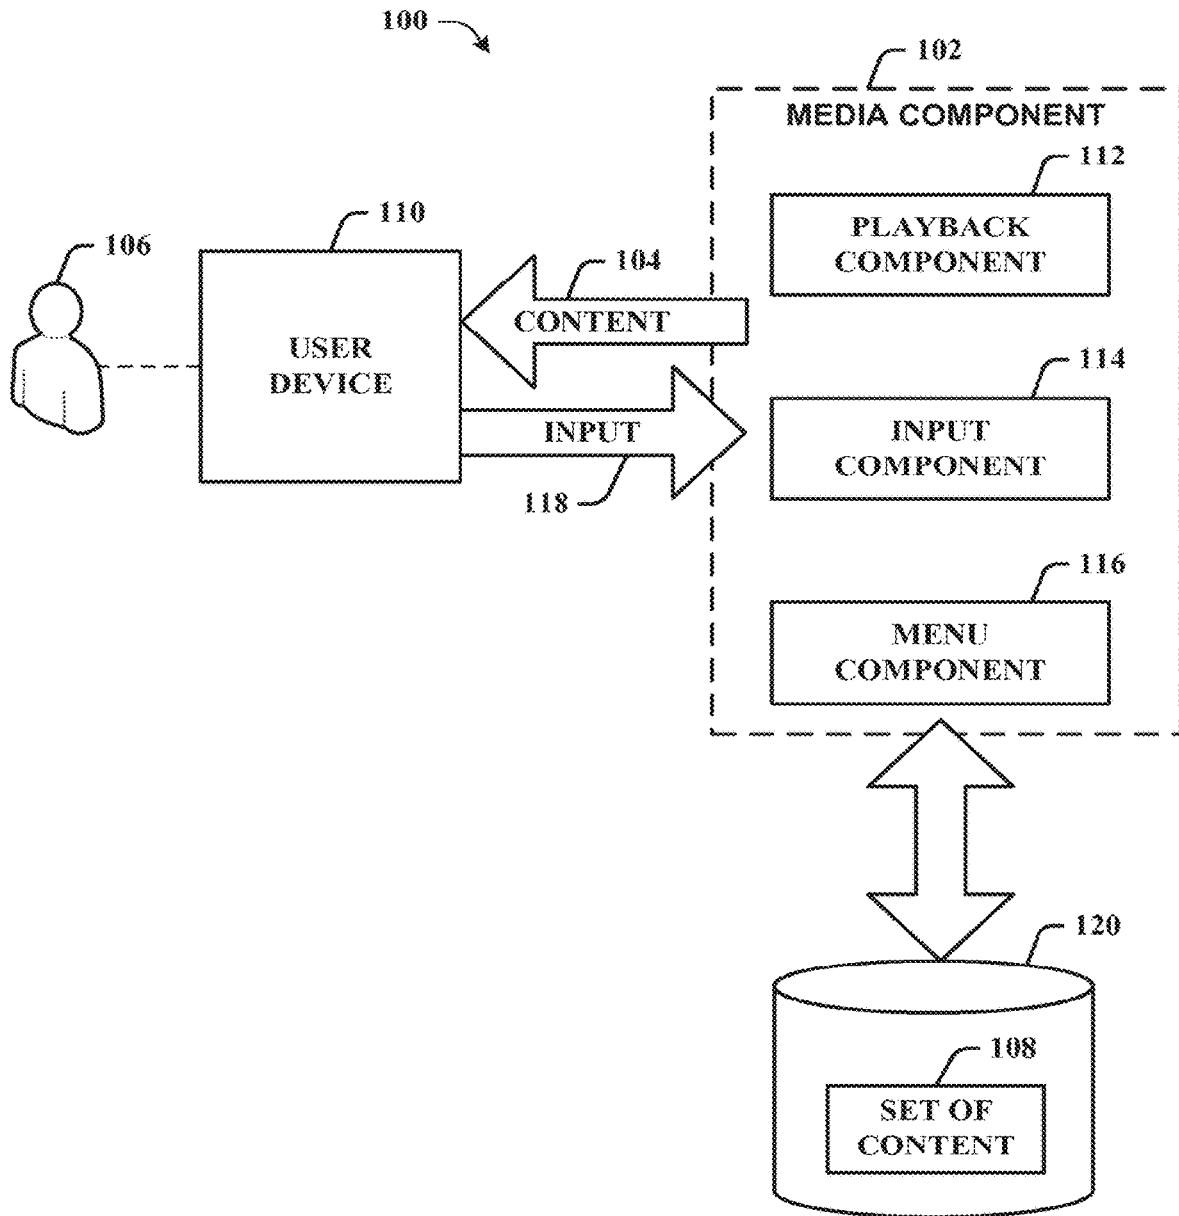 100
102
MEDIA COMPONENT
112
PLAYBACK
COMPONENT
110
106
104
CONTENT
USER
DEVICE
114
INPUT
COMPONENT
INPUT
118
116
MENU
COMPONENT
120
108
SET OF
CONTENT